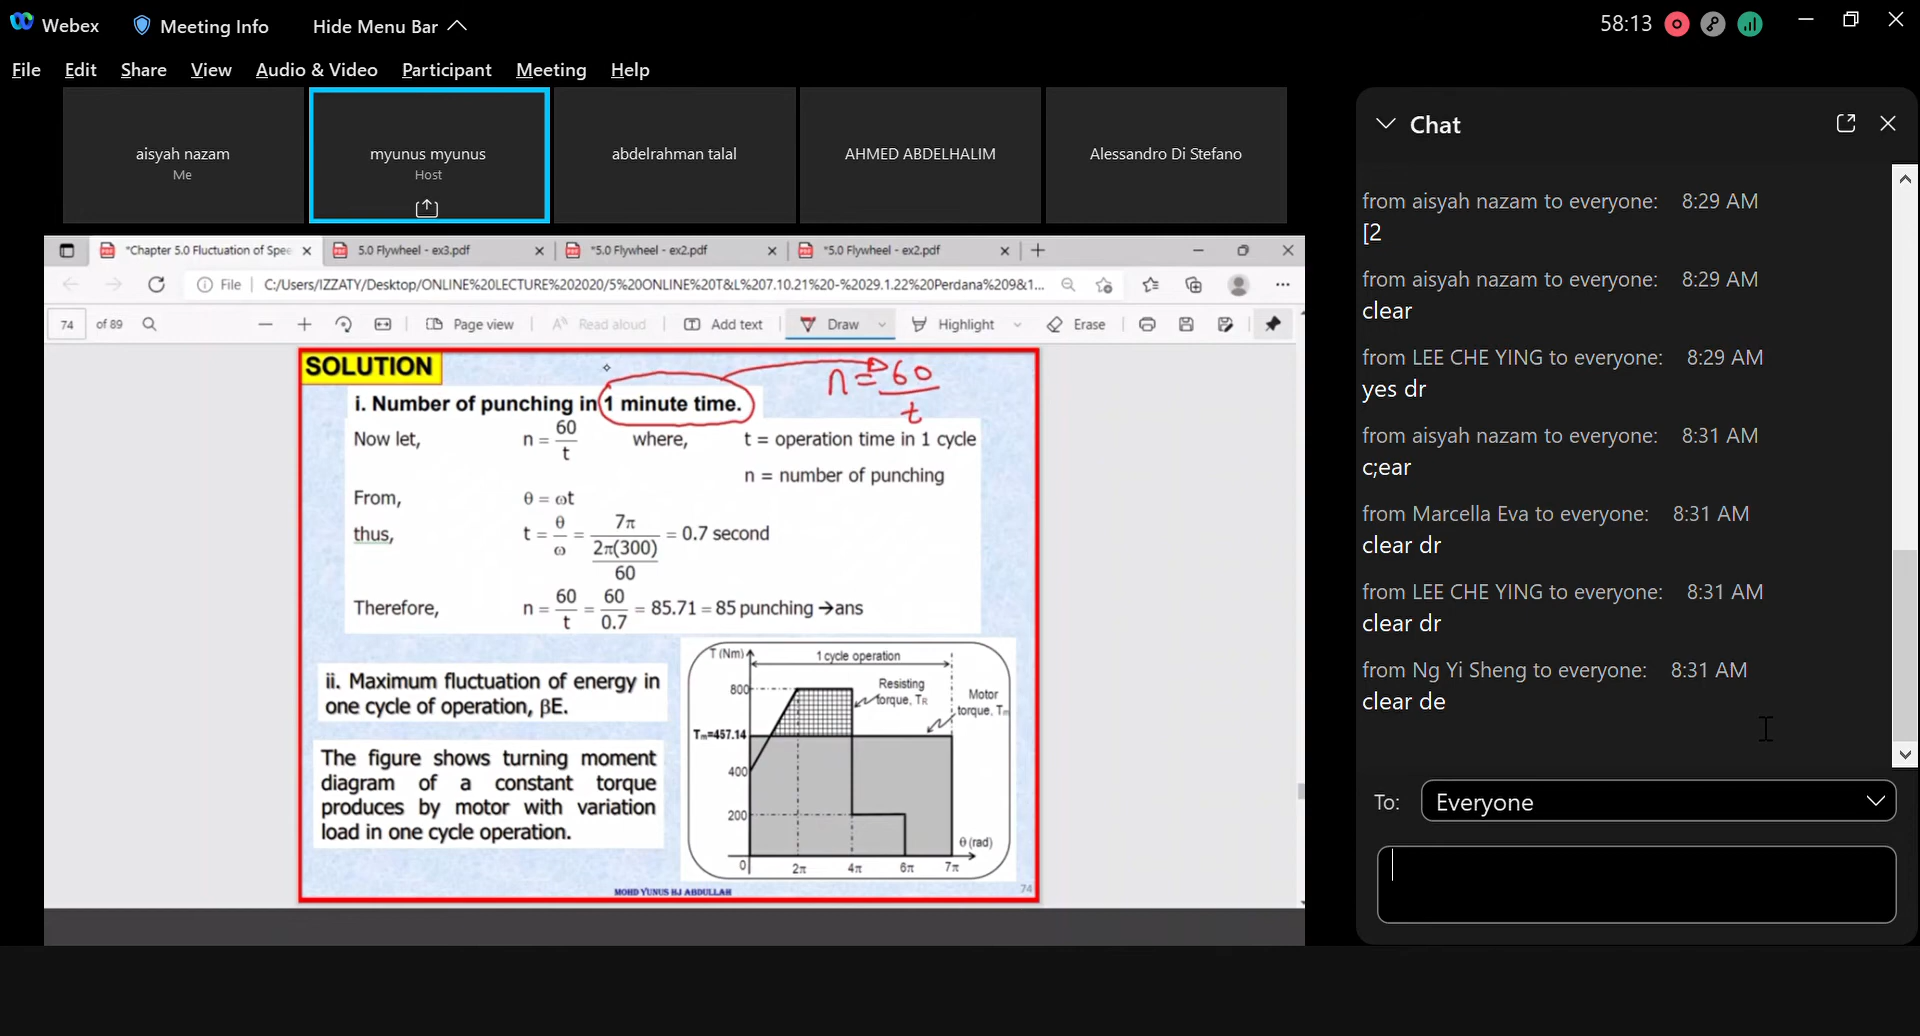 Webex
Meeting Info
Hide Menu Bar
58:13
File Edit Share View Audio & Video Participant Meeting Help
aisyah nazam
Me
myunus myunus
Host
abdelrahman talal
AHMED ABDELHALIM
Alessandro Di Stefano
*Chapter 5.0 Fluctuation of Spee
5.0 Flywheel - ex3.pdf
*5.0 Flywheel - ex2.pdf
*5.0 Flywheel - ex2.pdf
File C:/Users/IZZATY/Desktop/ONLINE%20LECTURE%202020/5%20ONLINE%20T&L%207.10.21%20-%2029.1.22%20Perdana%209&1...
74 of 89
Page view
Read aloud
Add text
Draw
Highlight
Erase
SOLUTION
n = 60/t
i. Number of punching in 1 minute time.
Now let, n = 60/t where, t = operation time in 1 cycle
n = number of punching
From, θ = ωt
thus, t = θ/ω = 7π/(2π(300)/60) = 0.7 second
Therefore, n = 60/t = 60/0.7 = 85.71 = 85 punching →ans
ii. Maximum fluctuation of energy in
one cycle of operation, βE.
The figure shows turning moment
diagram of a constant torque
produces by motor with variation
load in one cycle operation.
T (Nm)
1 cycle operation
800
Resisting
torque, TR
Motor
torque, Tm
Tm=457.14
400
200
θ (rad)
0 2π 4π 6π 7π
MOHD YUNUS HJ ABDULLAH
74
Chat
from aisyah nazam to everyone: 8:29 AM
[2
from aisyah nazam to everyone: 8:29 AM
clear
from LEE CHE YING to everyone: 8:29 AM
yes dr
from aisyah nazam to everyone: 8:31 AM
c;ear
from Marcella Eva to everyone: 8:31 AM
clear dr
from LEE CHE YING to everyone: 8:31 AM
clear dr
from Ng Yi Sheng to everyone: 8:31 AM
clear de
To: Everyone